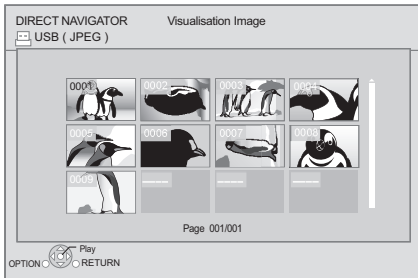 DIRECT NAVIGATOR Visualisation Image
USB ( JPEG )
0001 0002 0003 0004
0005 0006 0007 0008
0009
Page 001/001
Play
OPTION RETURN